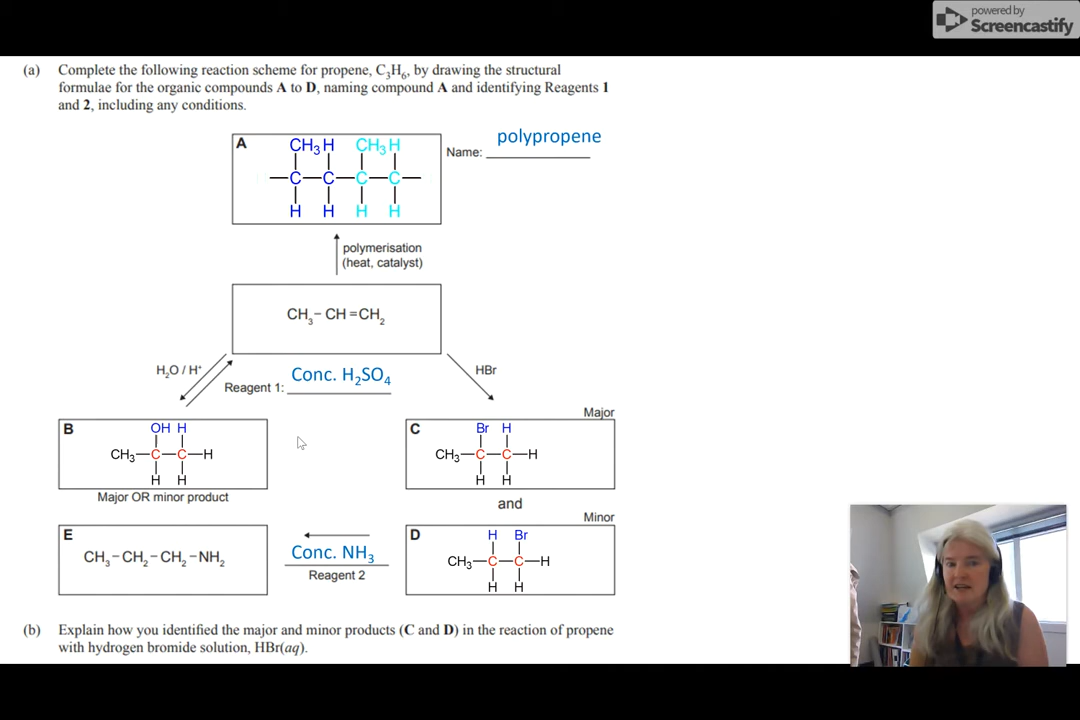 powered by
Screencastify
(a) Complete the following reaction scheme for propene, C₃H₆, by drawing the structural
formulae for the organic compounds A to D, naming compound A and identifying Reagents 1
and 2, including any conditions.
A
CH₃ H CH₃ H
—C—C—C—C—
H H H H
Name: polypropene
polymerisation
(heat, catalyst)
CH₃– CH =CH₂
H₂O / H⁺
Reagent 1: Conc. H₂SO₄
HBr
B
OH H
CH₃—C—C—H
H H
Major OR minor product
Major
C
Br H
CH₃—C—C—H
H H
and
Minor
E
CH₃–CH₂–CH₂–NH₂
Conc. NH₃
Reagent 2
D
H Br
CH₃—C—C—H
H H
(b) Explain how you identified the major and minor products (C and D) in the reaction of propene
with hydrogen bromide solution, HBr(aq).